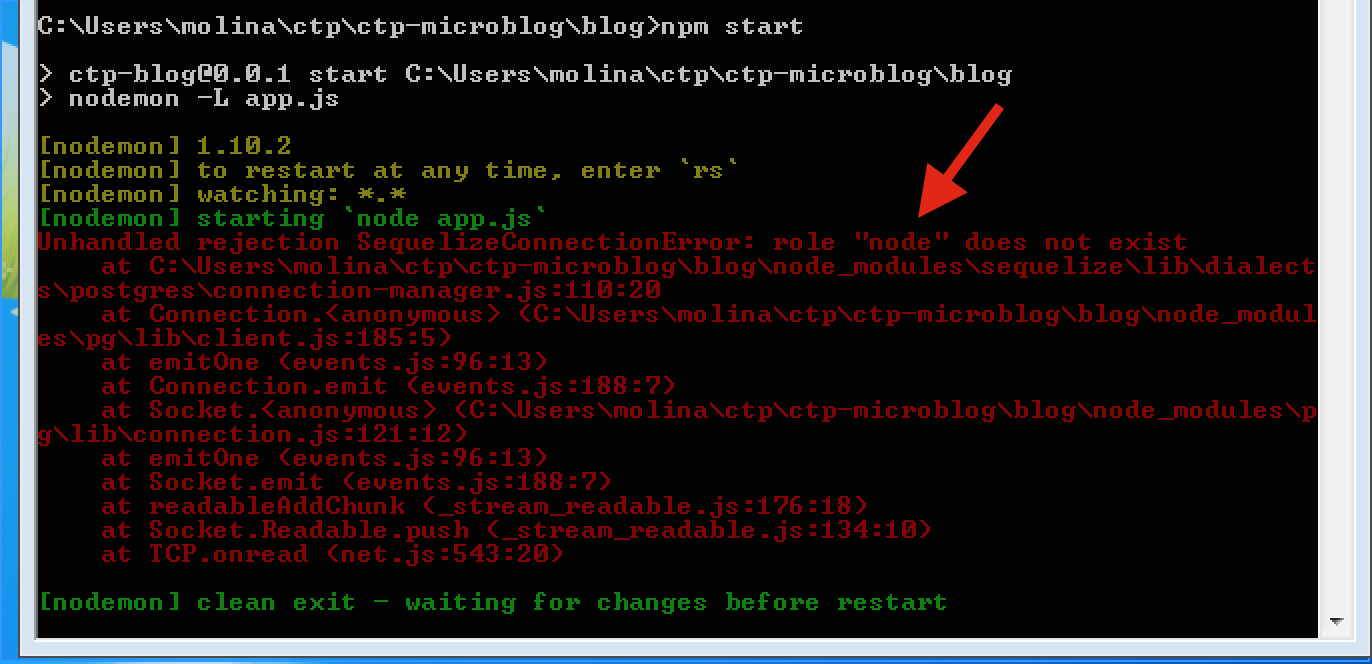 C:\Users\molina\ctp\ctp-microblog\blog>npm start
> ctp-blog@0.0.1 start C:\Users\molina\ctp\ctp-microblog\blog
> nodemon -L app.js
[nodemon] 1.10.2
[nodemon] to restart at any time, enter `rs`
[nodemon] watching: *.*
[nodemon] starting `node app.js`
Unhandled rejection SequelizeConnectionError: role "node" does not exist
    at C:\Users\molina\ctp\ctp-microblog\blog\node_modules\sequelize\lib\dialect
s\postgres\connection-manager.js:110:20
    at Connection.<anonymous> (C:\Users\molina\ctp\ctp-microblog\blog\node_modul
es\pg\lib\client.js:185:5)
    at emitOne (events.js:96:13)
    at Connection.emit (events.js:188:7)
    at Socket.<anonymous> (C:\Users\molina\ctp\ctp-microblog\blog\node_modules\p
g\lib\connection.js:121:12)
    at emitOne (events.js:96:13)
    at Socket.emit (events.js:188:7)
    at readableAddChunk (_stream_readable.js:176:18)
    at Socket.Readable.push (_stream_readable.js:134:10)
    at TCP.onread (net.js:543:20)
[nodemon] clean exit - waiting for changes before restart